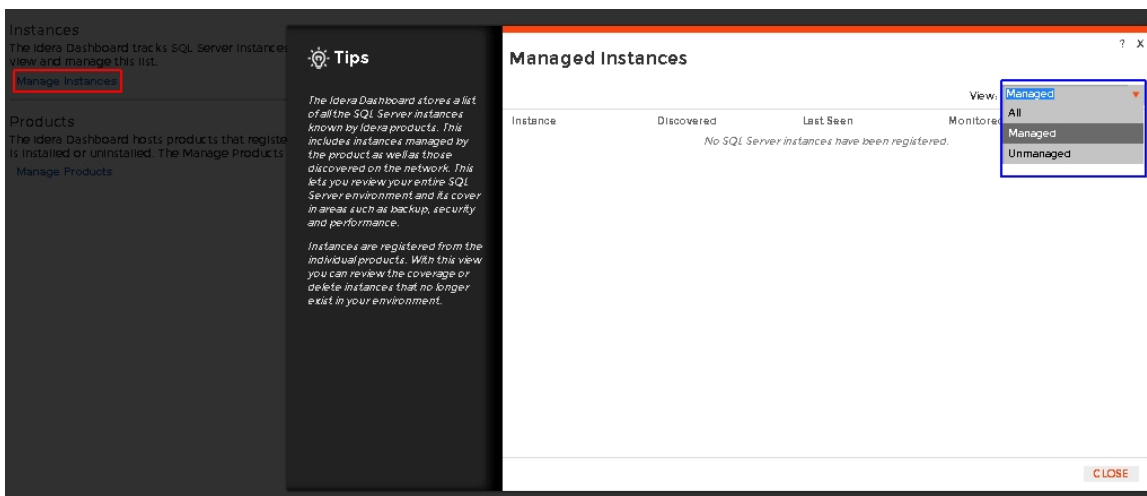 Instances
The Idera Dashboard tracks SQL Server Instances
view and manage this list.
Manage Instances
Products
The Idera Dashboard hosts products that registe
is installed or uninstalled. The Manage Products
Manage Products
Tips
The Idera Dashboard stores a list
of all the SQL Server instances
known by Idera products. This
includes instances managed by
the product as well as those
discovered on the network. This
lets you review your entire SQL
Server environment and its cover
in areas such as backup, security
and performance.
Instances are registered from the
individual products. With this view
you can review the coverage or
delete instances that no longer
exist in your environment.
? X
Managed Instances
View: Managed
All
Managed
Unmanaged
Instance Discovered Last Seen Monitored
No SQL Server instances have been registered.
CLOSE